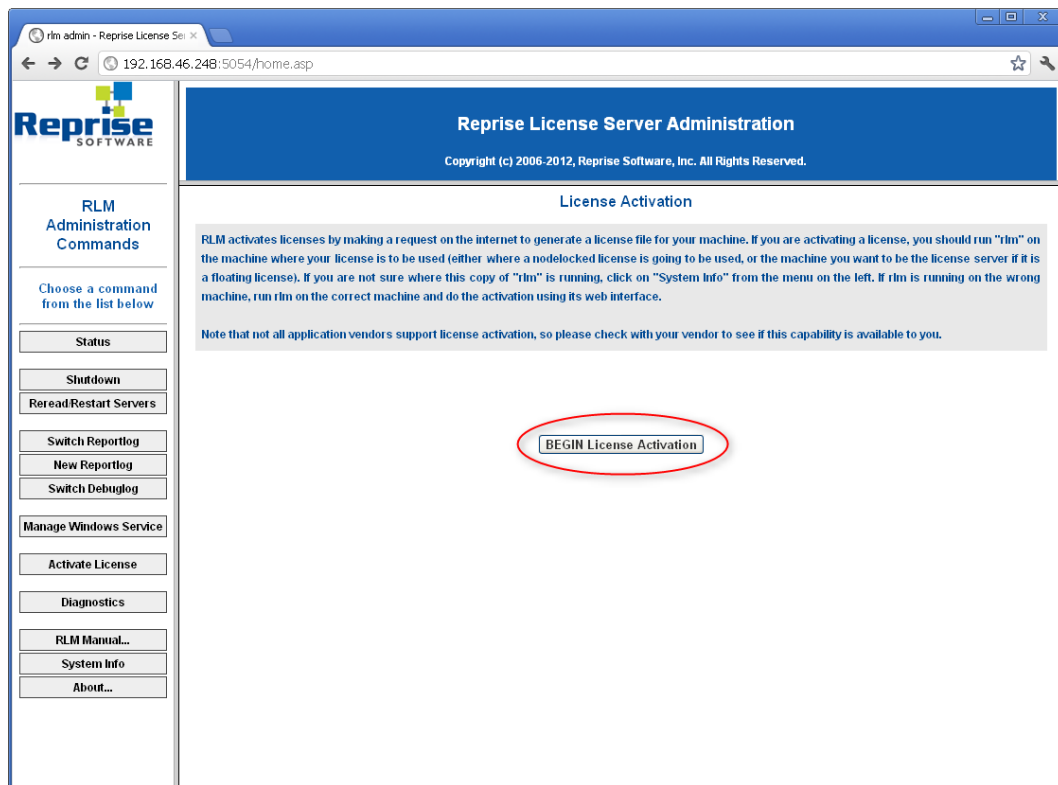 rlm admin - Reprise License Ser
192.168.46.248:5054/home.asp
Reprise
SOFTWARE
RLM
Administration
Commands
Choose a command
from the list below
Status
Shutdown
Reread/Restart Servers
Switch Reportlog
New Reportlog
Switch Debuglog
Manage Windows Service
Activate License
Diagnostics
RLM Manual...
System Info
About...
Reprise License Server Administration
Copyright (c) 2006-2012, Reprise Software, Inc. All Rights Reserved.
License Activation
RLM activates licenses by making a request on the internet to generate a license file for your machine. If you are activating a license, you should run "rlm" on
the machine where your license is to be used (either where a nodelocked license is going to be used, or the machine you want to be the license server if it is
a floating license). If you are not sure where this copy of "rlm" is running, click on "System Info" from the menu on the left. If rlm is running on the wrong
machine, run rlm on the correct machine and do the activation using its web interface.
Note that not all application vendors support license activation, so please check with your vendor to see if this capability is available to you.
BEGIN License Activation